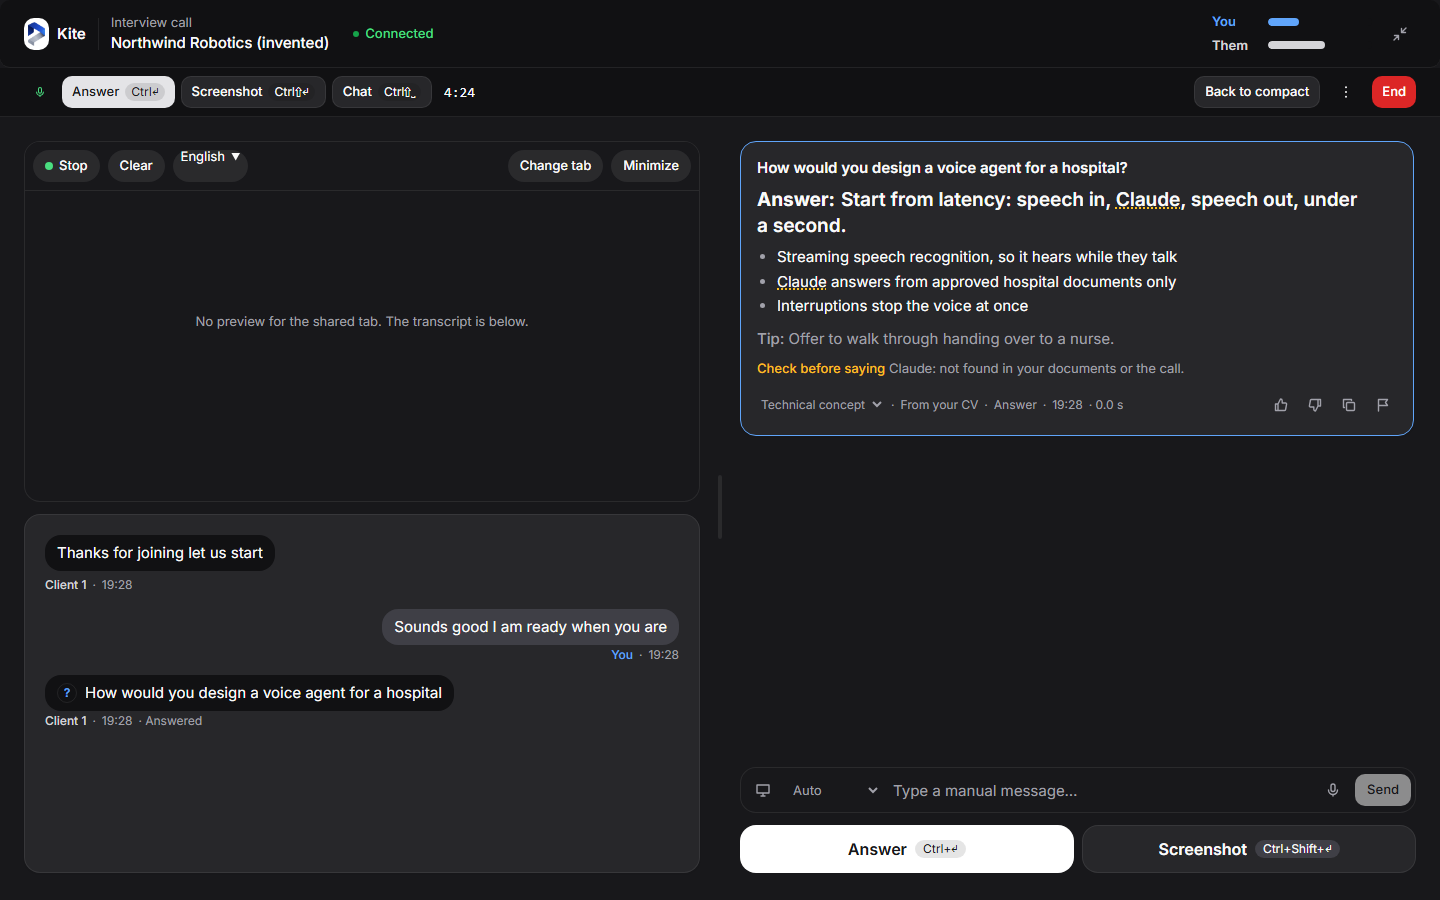 Kite
Interview call
Northwind Robotics (invented)
Connected
You
Them
Answer Ctrl↵
Screenshot Ctrl⇧↵
Chat Ctrl⇧⎵
4:24
Back to compact
End
Stop
Clear
English ▼
Change tab
Minimize
No preview for the shared tab. The transcript is below.
Thanks for joining let us start
Client 1 · 19:28
Sounds good I am ready when you are
You · 19:28
? How would you design a voice agent for a hospital
Client 1 · 19:28 · Answered
How would you design a voice agent for a hospital?
Answer: Start from latency: speech in, Claude, speech out, under
a second.
• Streaming speech recognition, so it hears while they talk
• Claude answers from approved hospital documents only
• Interruptions stop the voice at once
Tip: Offer to walk through handing over to a nurse.
Check before saying Claude: not found in your documents or the call.
Technical concept · From your CV · Answer · 19:28 · 0.0 s
Auto
Type a manual message...
Send
Answer Ctrl+↵
Screenshot Ctrl+Shift+↵